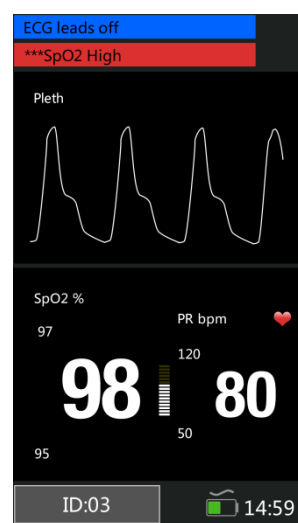 ECG leads off
***SpO2 High
Pleth
SpO2 %
97
98
95
PR bpm
120
80
50
ID:03
14:59